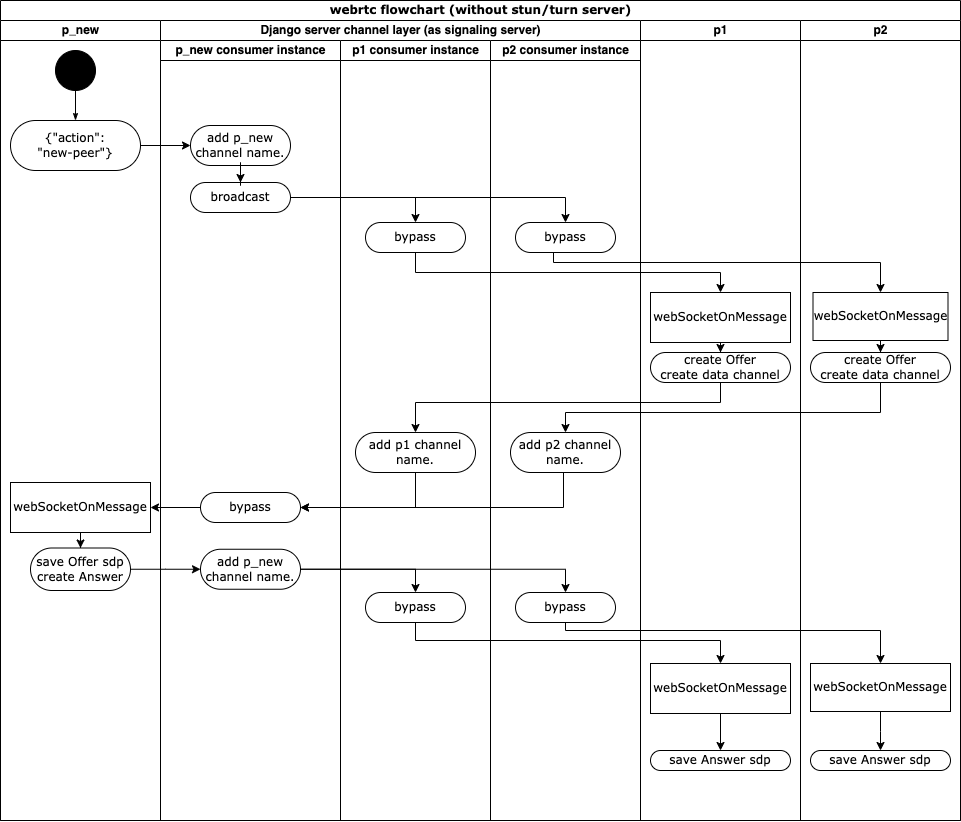 webrtc flowchart (without stun/turn server)
p_new
Django server channel layer (as signaling server)
p1
p2
p_new consumer instance
p1 consumer instance
p2 consumer instance
{"action":
"new-peer"}
add p_new
channel name.
broadcast
bypass
bypass
webSocketOnMessage
webSocketOnMessage
create Offer
create data channel
create Offer
create data channel
add p1 channel
name.
add p2 channel
name.
webSocketOnMessage
bypass
save Offer sdp
create Answer
add p_new
channel name.
bypass
bypass
webSocketOnMessage
webSocketOnMessage
save Answer sdp
save Answer sdp